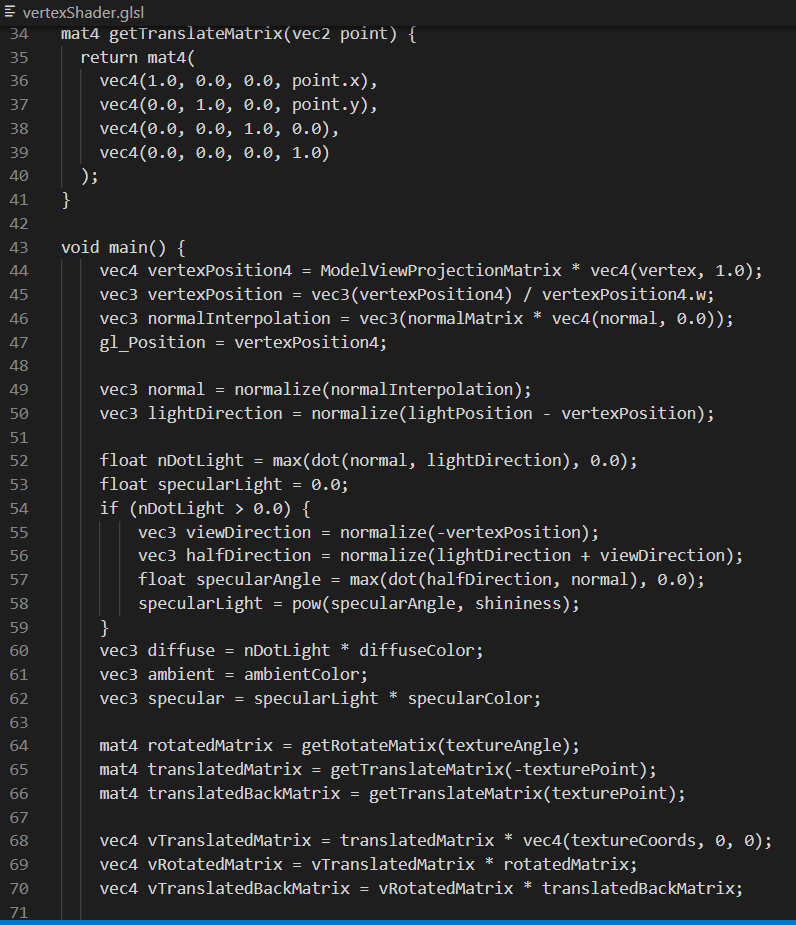 vertexShader.glsl
34 mat4 getTranslateMatrix(vec2 point) {
35 return mat4(
36 vec4(1.0, 0.0, 0.0, point.x),
37 vec4(0.0, 1.0, 0.0, point.y),
38 vec4(0.0, 0.0, 1.0, 0.0),
39 vec4(0.0, 0.0, 0.0, 1.0)
40 );
41 }
42
43 void main() {
44 vec4 vertexPosition4 = ModelViewProjectionMatrix * vec4(vertex, 1.0);
45 vec3 vertexPosition = vec3(vertexPosition4) / vertexPosition4.w;
46 vec3 normalInterpolation = vec3(normalMatrix * vec4(normal, 0.0));
47 gl_Position = vertexPosition4;
48
49 vec3 normal = normalize(normalInterpolation);
50 vec3 lightDirection = normalize(lightPosition - vertexPosition);
51
52 float nDotLight = max(dot(normal, lightDirection), 0.0);
53 float specularLight = 0.0;
54 if (nDotLight > 0.0) {
55 vec3 viewDirection = normalize(-vertexPosition);
56 vec3 halfDirection = normalize(lightDirection + viewDirection);
57 float specularAngle = max(dot(halfDirection, normal), 0.0);
58 specularLight = pow(specularAngle, shininess);
59 }
60 vec3 diffuse = nDotLight * diffuseColor;
61 vec3 ambient = ambientColor;
62 vec3 specular = specularLight * specularColor;
63
64 mat4 rotatedMatrix = getRotateMatix(textureAngle);
65 mat4 translatedMatrix = getTranslateMatrix(-texturePoint);
66 mat4 translatedBackMatrix = getTranslateMatrix(texturePoint);
67
68 vec4 vTranslatedMatrix = translatedMatrix * vec4(textureCoords, 0, 0);
69 vec4 vRotatedMatrix = vTranslatedMatrix * rotatedMatrix;
70 vec4 vTranslatedBackMatrix = vRotatedMatrix * translatedBackMatrix;
71